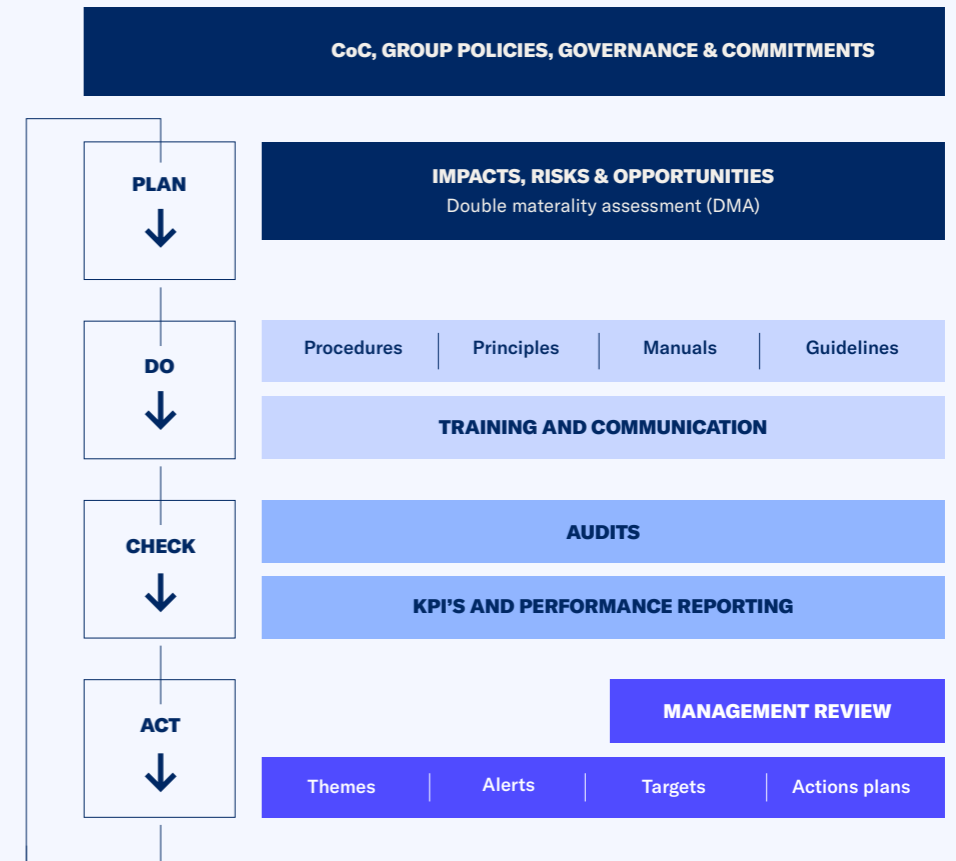 CoC, GROUP POLICIES, GOVERNANCE & COMMITMENTS
PLAN
IMPACTS, RISKS & OPPORTUNITIES
Double materality assessment (DMA)
DO
Procedures
Principles
Manuals
Guidelines
TRAINING AND COMMUNICATION
CHECK
AUDITS
KPI’S AND PERFORMANCE REPORTING
ACT
MANAGEMENT REVIEW
Themes
Alerts
Targets
Actions plans